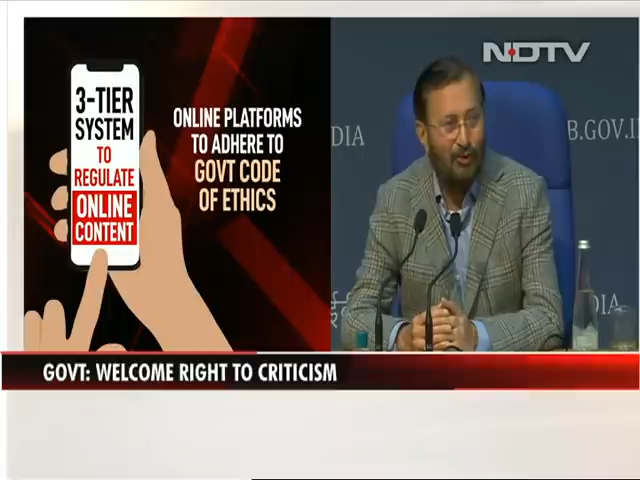 3-TIER
SYSTEM
TO
REGULATE
ONLINE
CONTENT
ONLINE PLATFORMS
TO ADHERE TO
GOVT CODE
OF ETHICS
NDTV
DIA
B.GOV.I
DIA
GOVT: WELCOME RIGHT TO CRITICISM